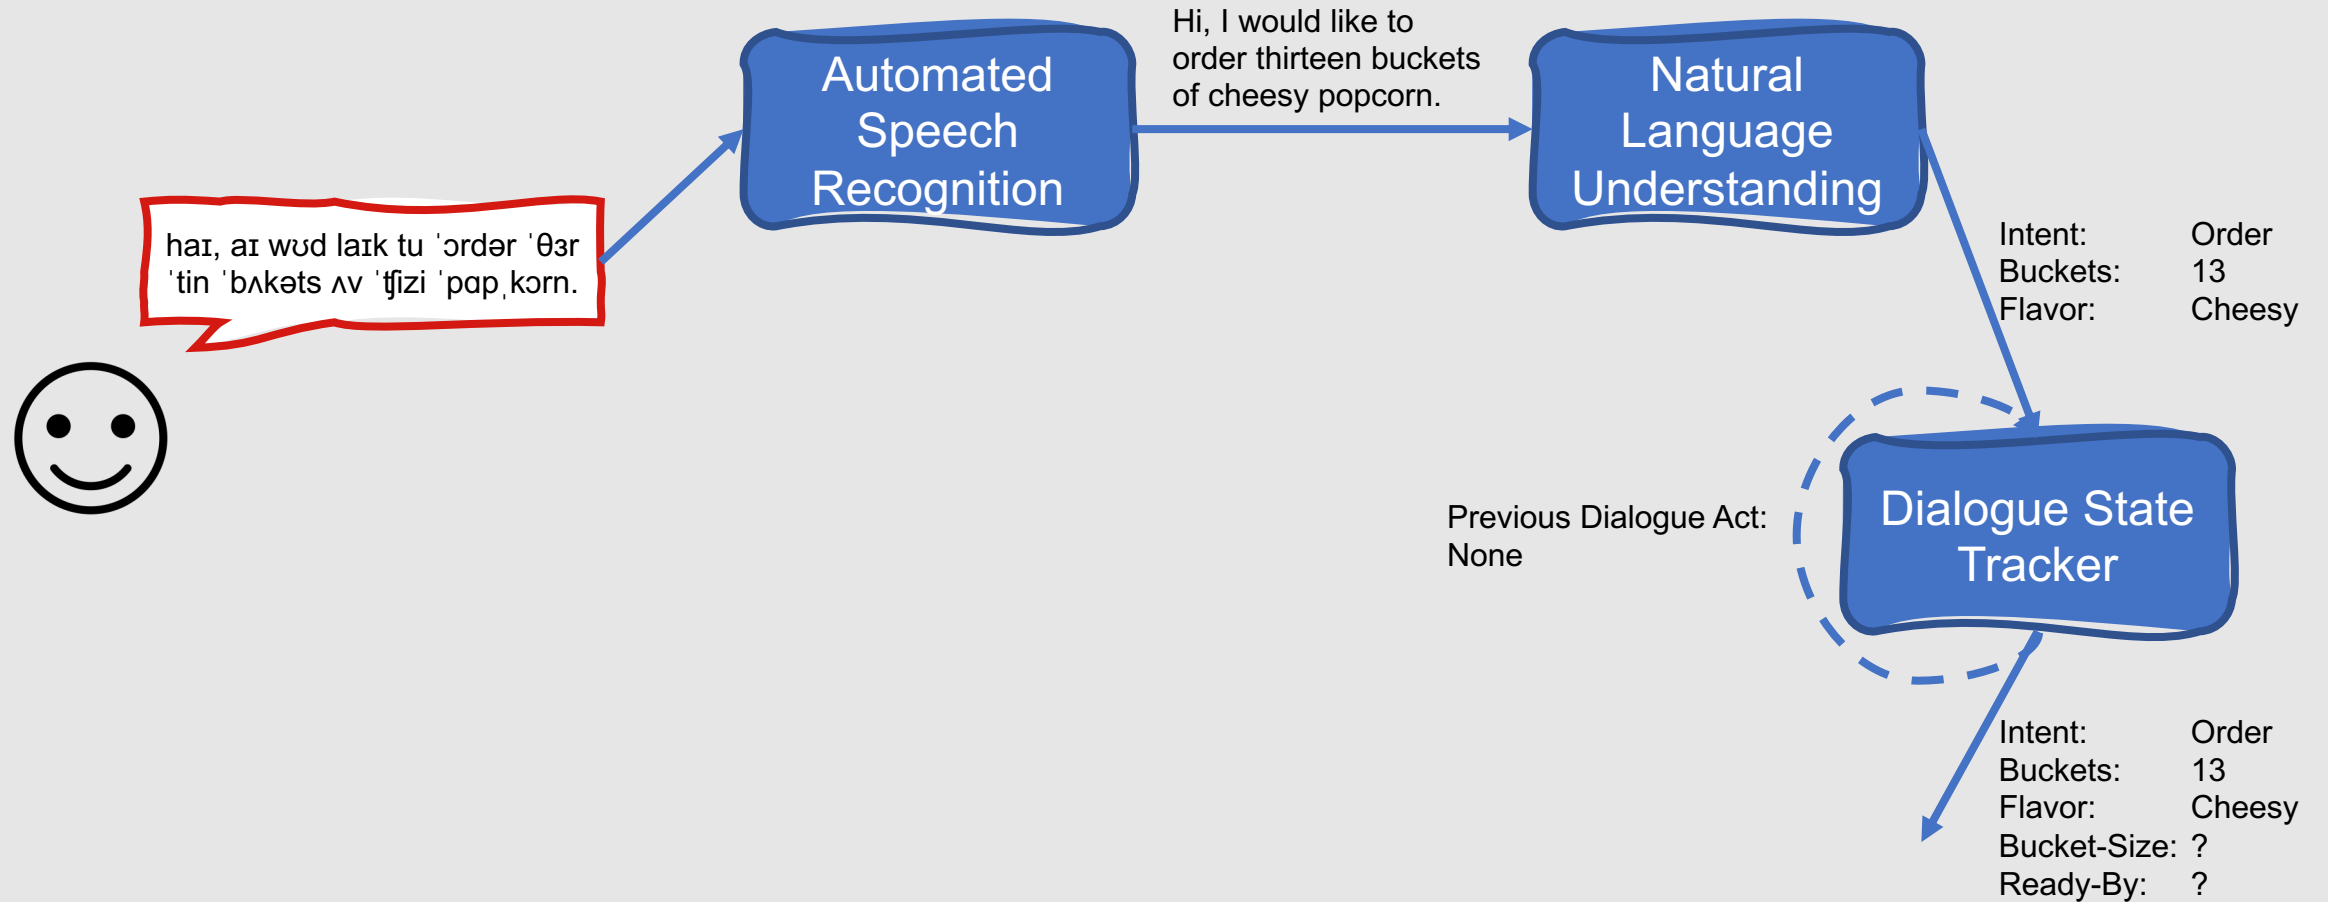 haɪ, aɪ wʊd laɪk tu ˈɔrdər ˈθɜr
ˈtin ˈbʌkəts ʌv ˈʧizi ˈpɑpˌkɔrn.
Automated
Speech
Recognition
Hi, I would like to
order thirteen buckets
of cheesy popcorn.
Natural
Language
Understanding
Intent: Order
Buckets: 13
Flavor: Cheesy
Previous Dialogue Act:
None
Dialogue State
Tracker
Intent: Order
Buckets: 13
Flavor: Cheesy
Bucket-Size: ?
Ready-By: ?